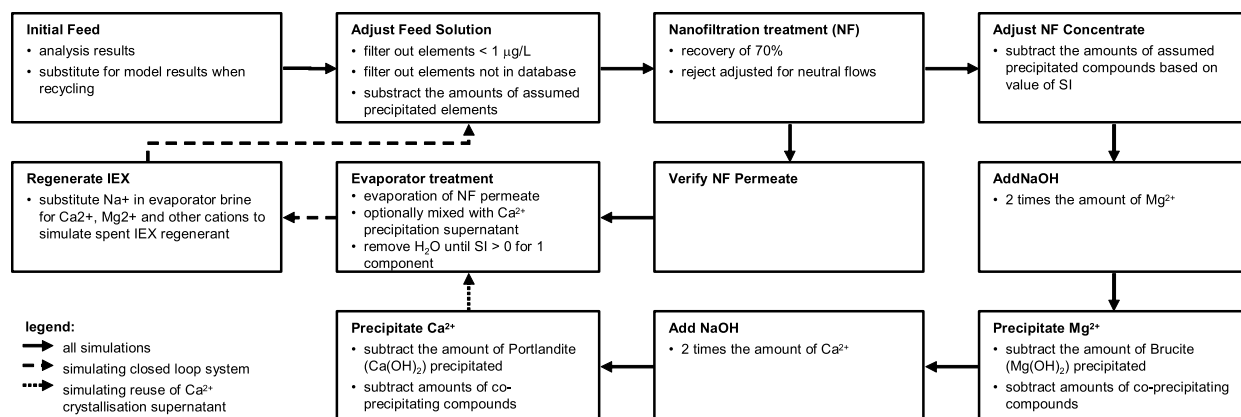 Initial Feed
• analysis results
• substitute for model results when
recycling
Adjust Feed Solution
• filter out elements < 1 µg/L
• filter out elements not in database
• substract the amounts of assumed
precipitated elements
Nanofiltration treatment (NF)
• recovery of 70%
• reject adjusted for neutral flows
Adjust NF Concentrate
• subtract the amounts of assumed
precipitated compounds based on
value of SI
Regenerate IEX
• substitute Na+ in evaporator brine
for Ca2+, Mg2+ and other cations to
simulate spent IEX regenerant
Evaporator treatment
• evaporation of NF permeate
• optionally mixed with Ca²⁺
precipitation supernatant
• remove H₂O until SI > 0 for 1
component
Verify NF Permeate
AddNaOH
• 2 times the amount of Mg²⁺
legend:
all simulations
simulating closed loop system
simulating reuse of Ca²⁺
crystallisation supernatant
Precipitate Ca²⁺
• subtract the amount of Portlandite
(Ca(OH)₂) precipitated
• subtract amounts of co-
precipitating compounds
Add NaOH
• 2 times the amount of Ca²⁺
Precipitate Mg²⁺
• subtract the amount of Brucite
(Mg(OH)₂) precipitated
• sobtract amounts of co-precipitating
compounds